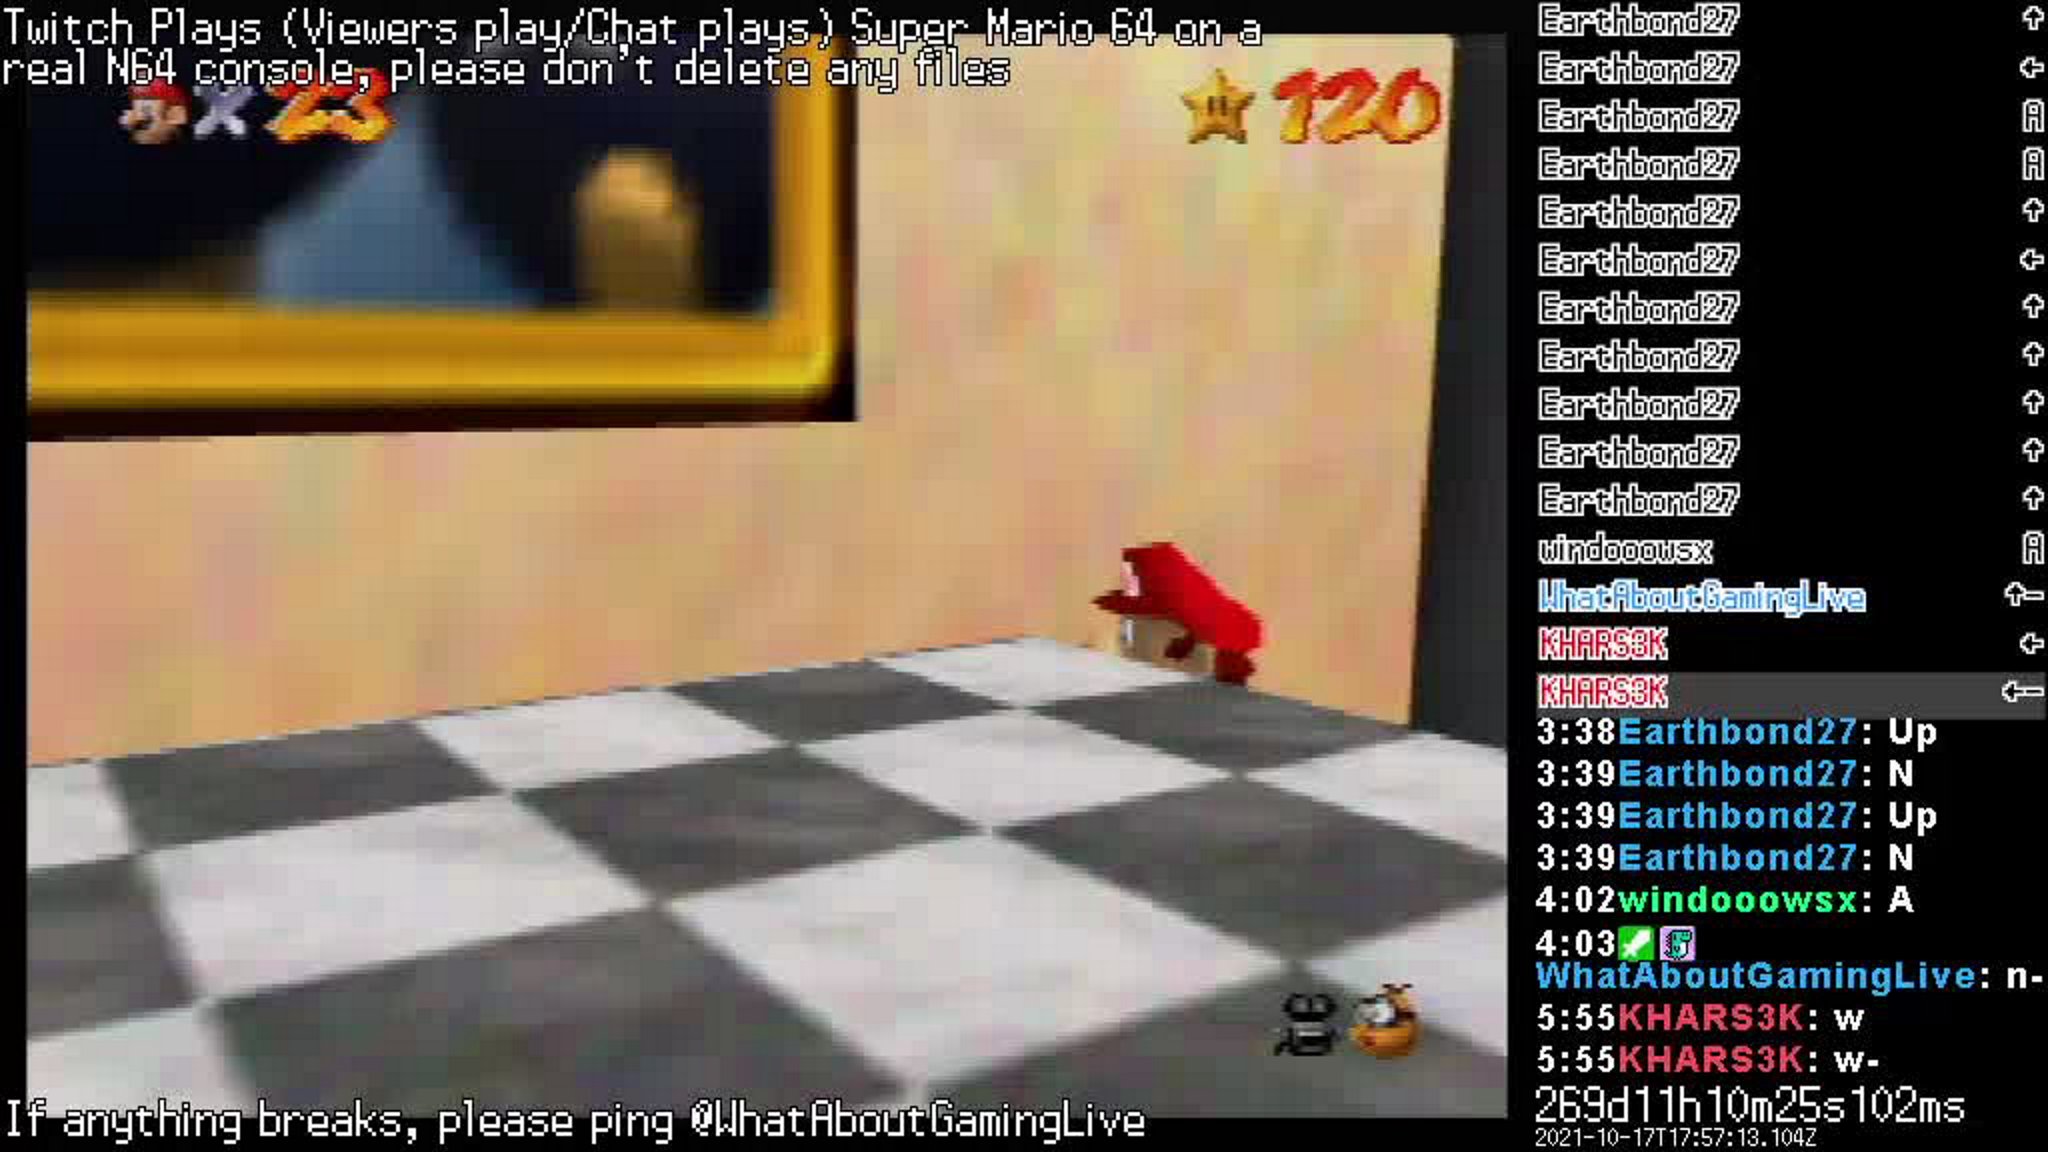 Twitch Plays (Viewers play/Chat plays) Super Mario 64 on a
real N64 console, please don't delete any files
x 23
120
Earthbond27 ↑
Earthbond27 ←
Earthbond27 A
Earthbond27 A
Earthbond27 ↑
Earthbond27 ←
Earthbond27 ↑
Earthbond27 ↑
Earthbond27 ↑
Earthbond27 ↑
Earthbond27 ↑
windooowsx A
WhatAboutGamingLive ↑-
KHARS3K ←
KHARS3K ←-
3:38Earthbond27: Up
3:39Earthbond27: N
3:39Earthbond27: Up
3:39Earthbond27: N
4:02windooowsx: A
4:03
WhatAboutGamingLive: n-
5:55KHARS3K: w
5:55KHARS3K: w-
269d11h10m25s102ms
2021-10-17T17:57:13.104Z
If anything breaks, please ping @WhatAboutGamingLive